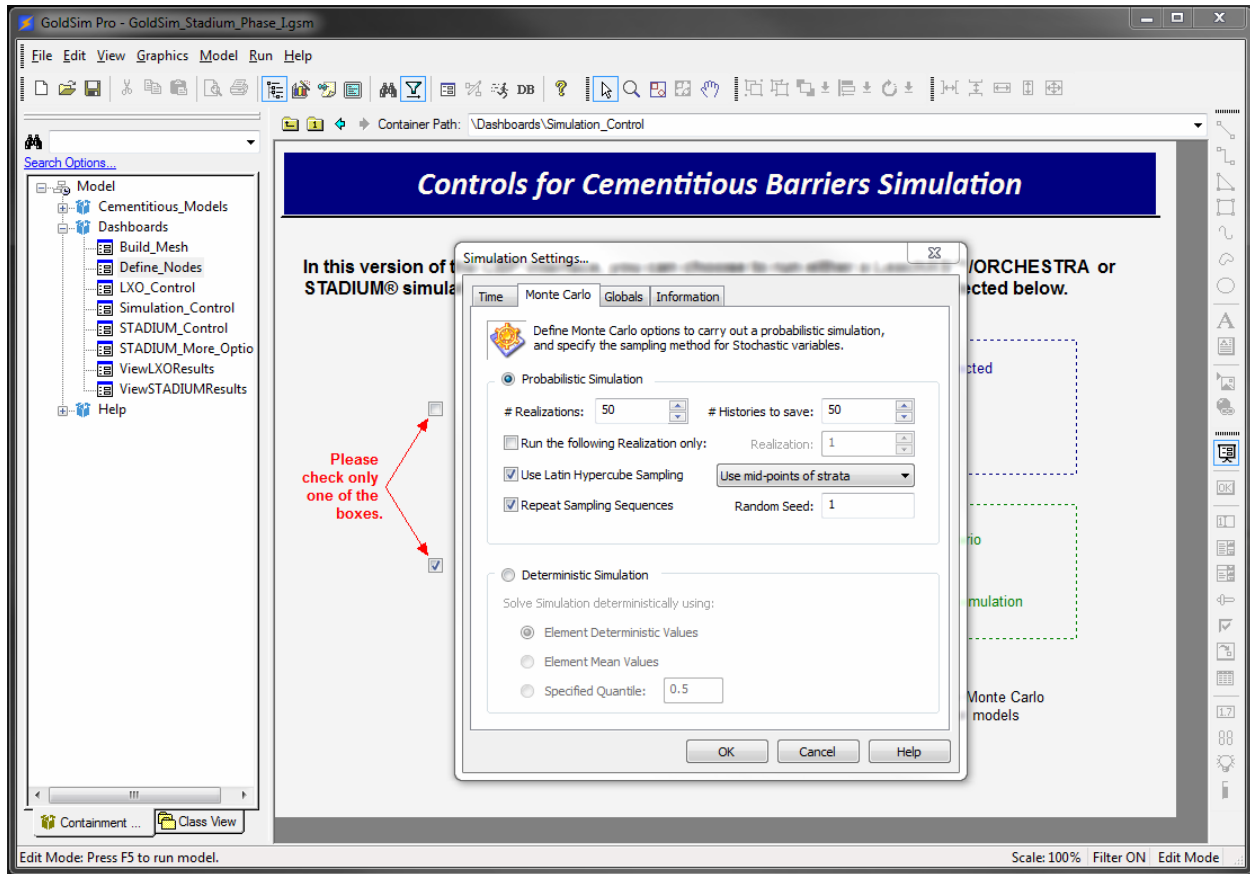 GoldSim Pro - GoldSim_Stadium_Phase_I.gsm
File Edit View Graphics Model Run Help
DB
Container Path: \Dashboards\Simulation_Control
Search Options...
Model
Cementitious_Models
Dashboards
Build_Mesh
Define_Nodes
LXO_Control
Simulation_Control
STADIUM_Control
STADIUM_More_Optio
ViewLXOResults
ViewSTADIUMResults
Help
Containment ... Class View
Controls for Cementitious Barriers Simulation
In this version of /ORCHESTRA or
STADIUM® simula ected below.
Please
check only
one of the
boxes.
cted
rio
mulation
Monte Carlo
models
Simulation Settings...
Time Monte Carlo Globals Information
Define Monte Carlo options to carry out a probabilistic simulation,
and specify the sampling method for Stochastic variables.
Probabilistic Simulation
# Realizations: 50 # Histories to save: 50
Run the following Realization only: Realization: 1
Use Latin Hypercube Sampling Use mid-points of strata
Repeat Sampling Sequences Random Seed: 1
Deterministic Simulation
Solve Simulation deterministically using:
Element Deterministic Values
Element Mean Values
Specified Quantile: 0.5
OK Cancel Help
A
OK
1.7
88
Edit Mode: Press F5 to run model. Scale: 100% Filter ON Edit Mode